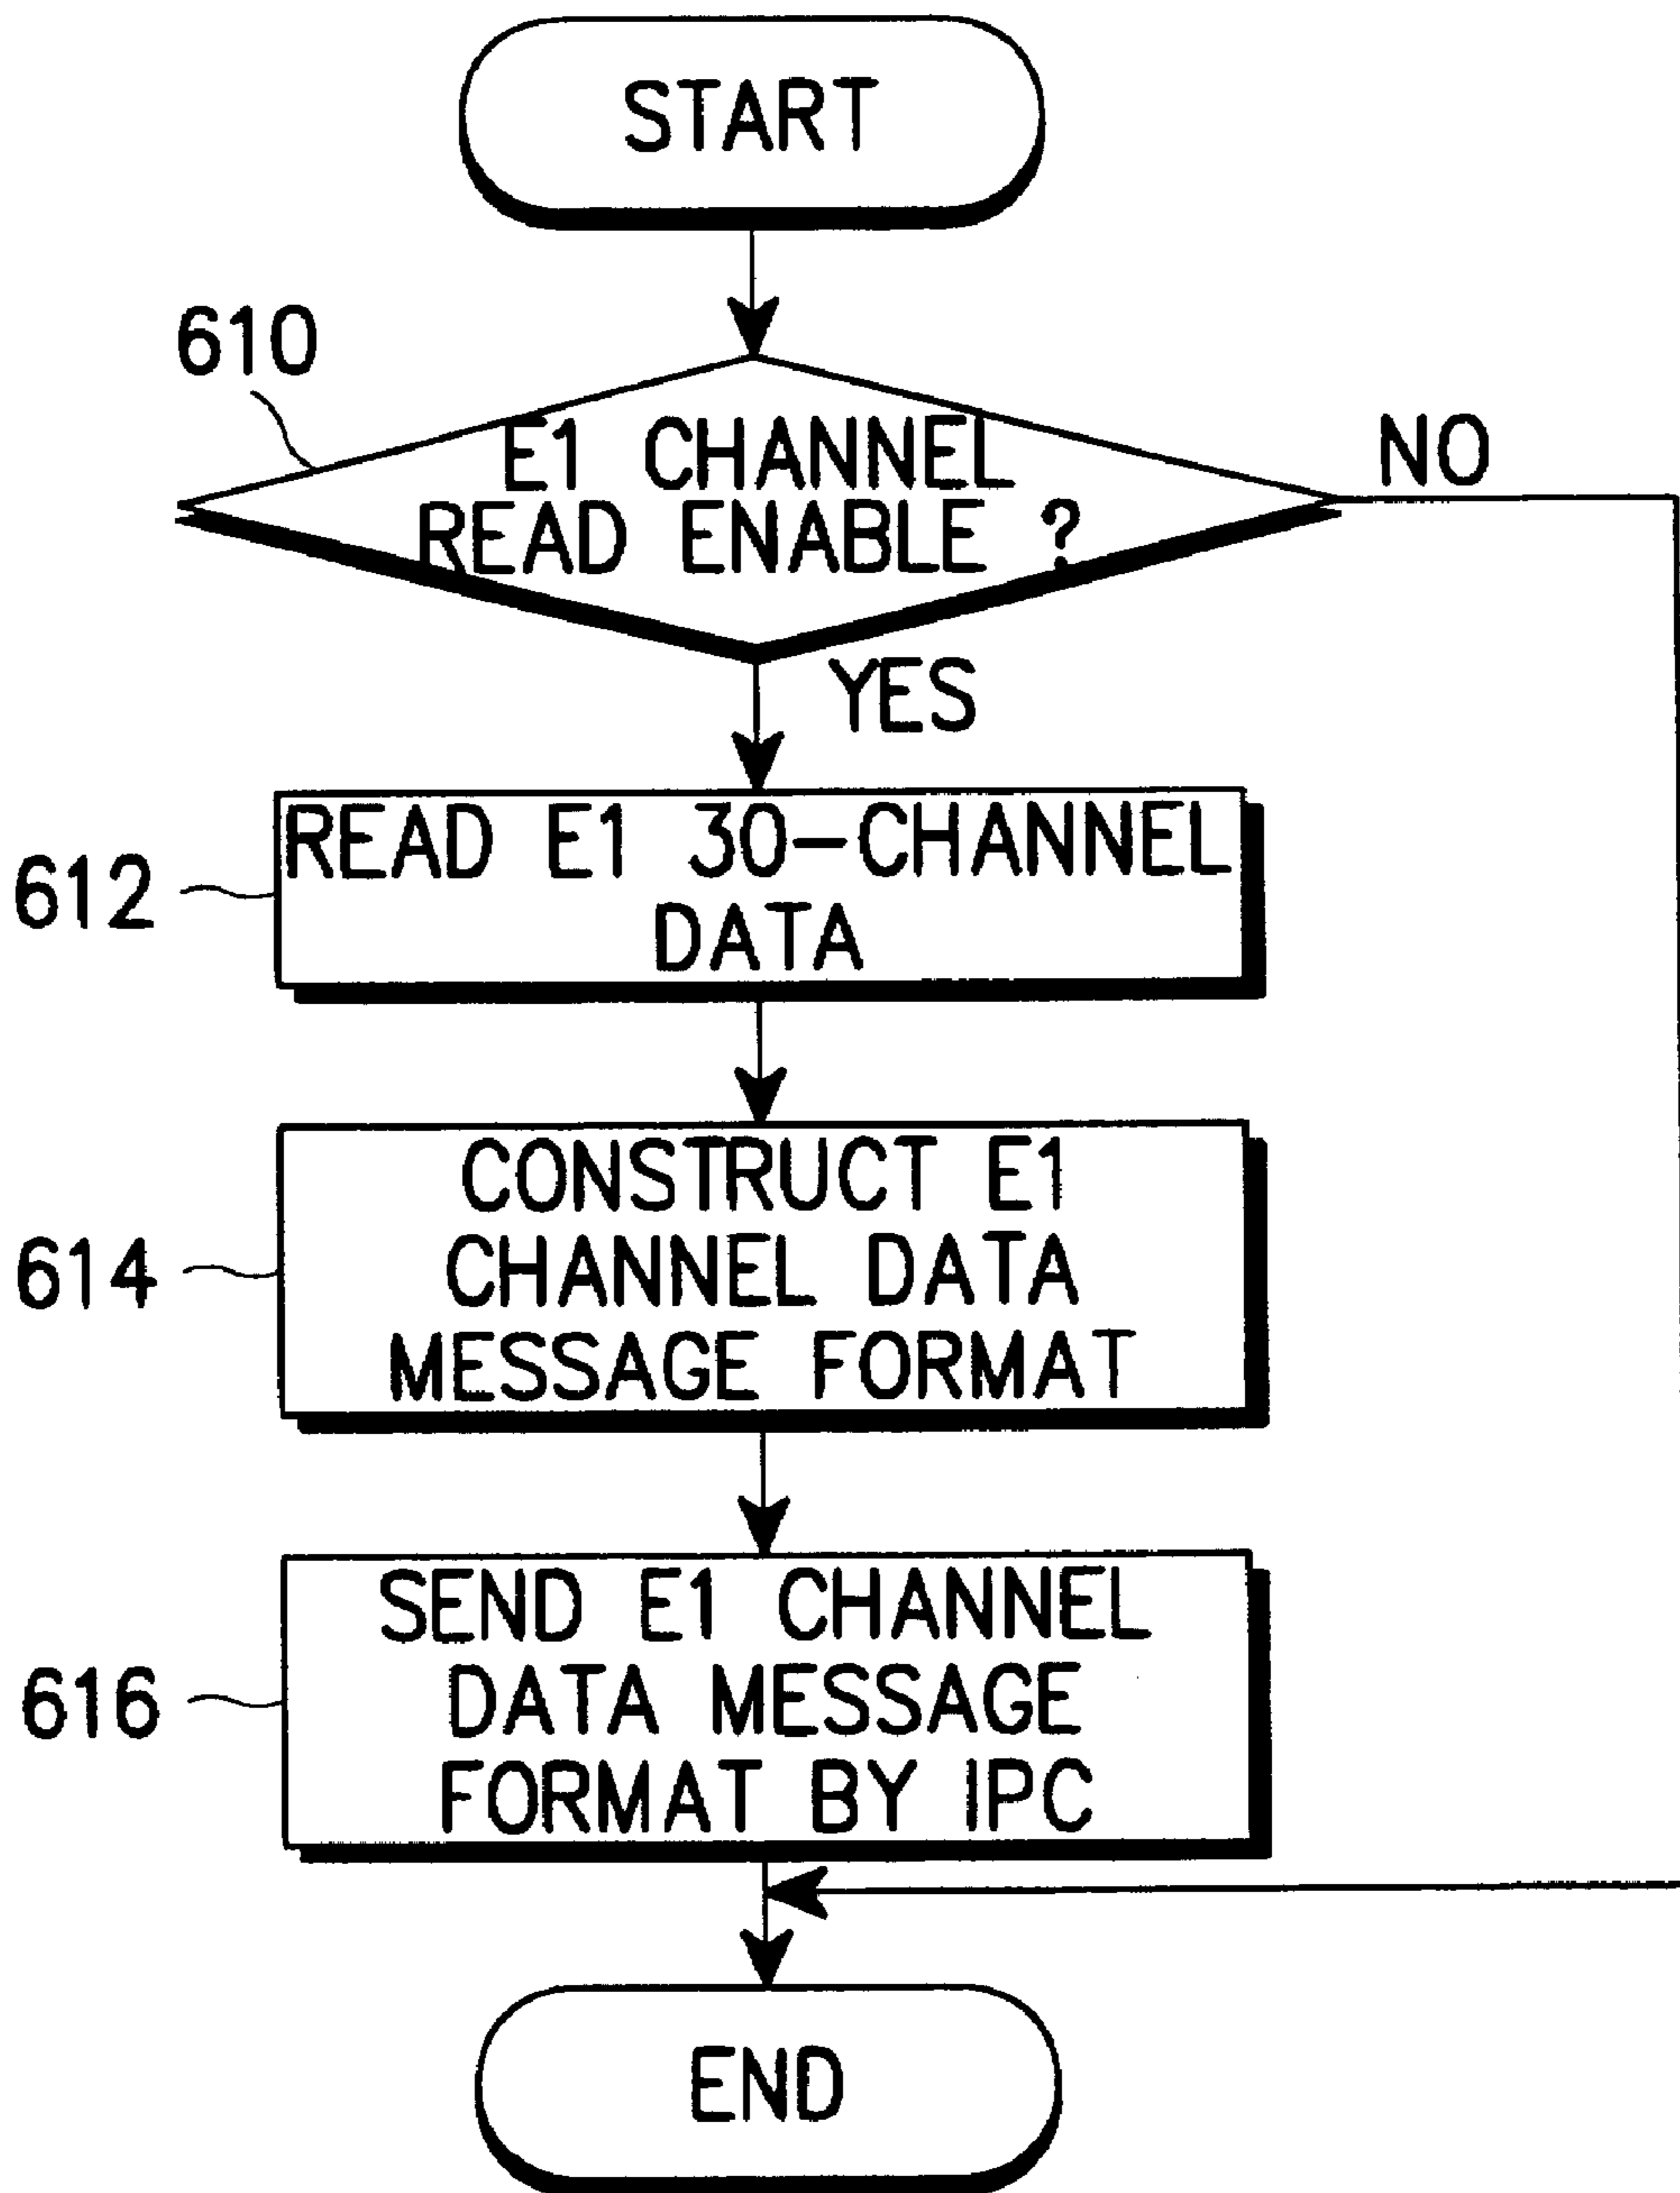 START
610
E1 CHANNEL
READ ENABLE ?
NO
YES
612
READ E1 30-CHANNEL
DATA
614
CONSTRUCT E1
CHANNEL DATA
MESSAGE FORMAT
616
SEND E1 CHANNEL
DATA MESSAGE
FORMAT BY IPC
END